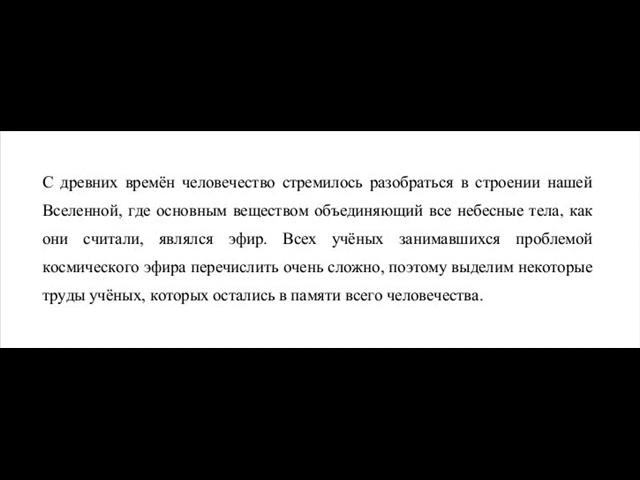 С древних времён человечество стремилось разобраться в строении нашей
Вселенной, где основным веществом объединяющий все небесные тела, как
они считали, являлся эфир. Всех учёных занимавшихся проблемой
космического эфира перечислить очень сложно, поэтому выделим некоторые
труды учёных, которых остались в памяти всего человечества.